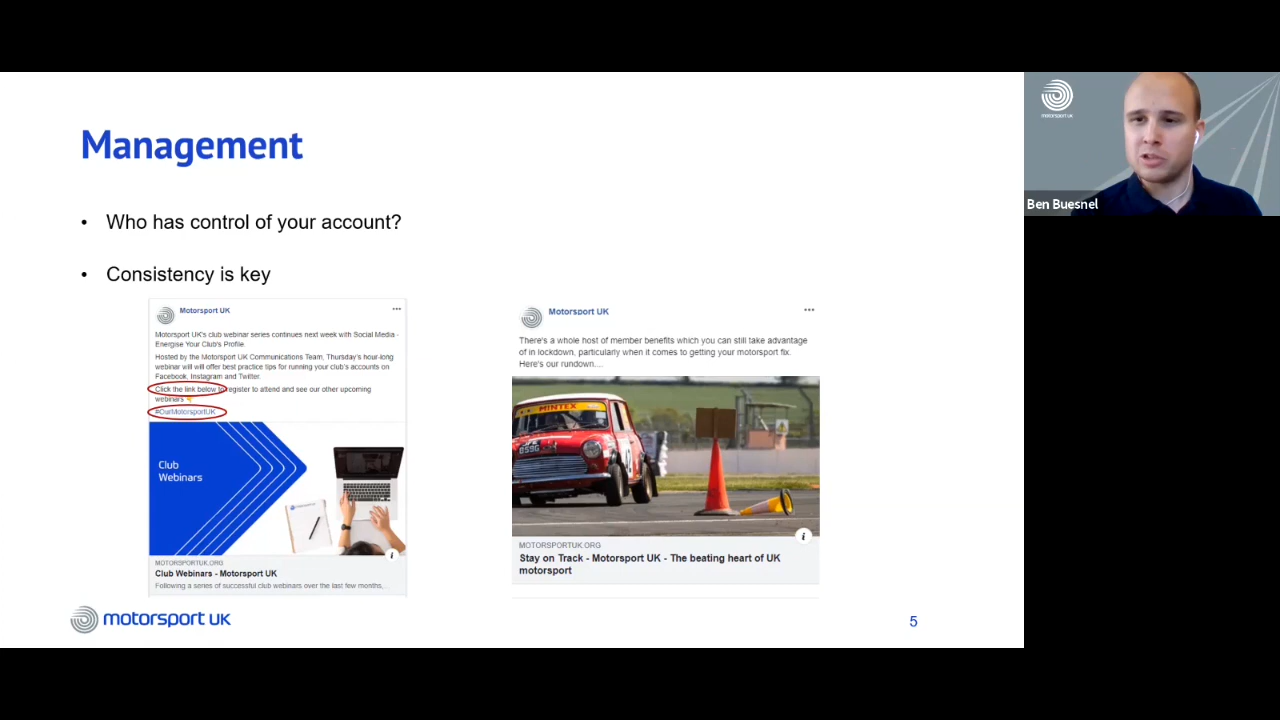 Management
• Who has control of your account?
• Consistency is key
Motorsport UK
Motorsport UK's club webinar series continues next week with Social Media -
Energise Your Club's Profile.
Hosted by the Motorsport UK Communications Team, Thursday's hour-long
webinar will will offer best practice tips for running your club's accounts on
Facebook, Instagram and Twitter.
Click the link below to register to attend and see our other upcoming
webinars
#OurMotorsportUK
Club
Webinars
MOTORSPORTUK.ORG
Club Webinars - Motorsport UK
Following a series of successful club webinars over the last few months,...
Motorsport UK
There's a whole host of member benefits which you can still take advantage
of in lockdown, particularly when it comes to getting your motorsport fix.
Here's our rundown....
MINTEX
MOTORSPORTUK.ORG
Stay on Track - Motorsport UK - The beating heart of UK
motorsport
motorsport UK
5
motorsport UK
Ben Buesnel